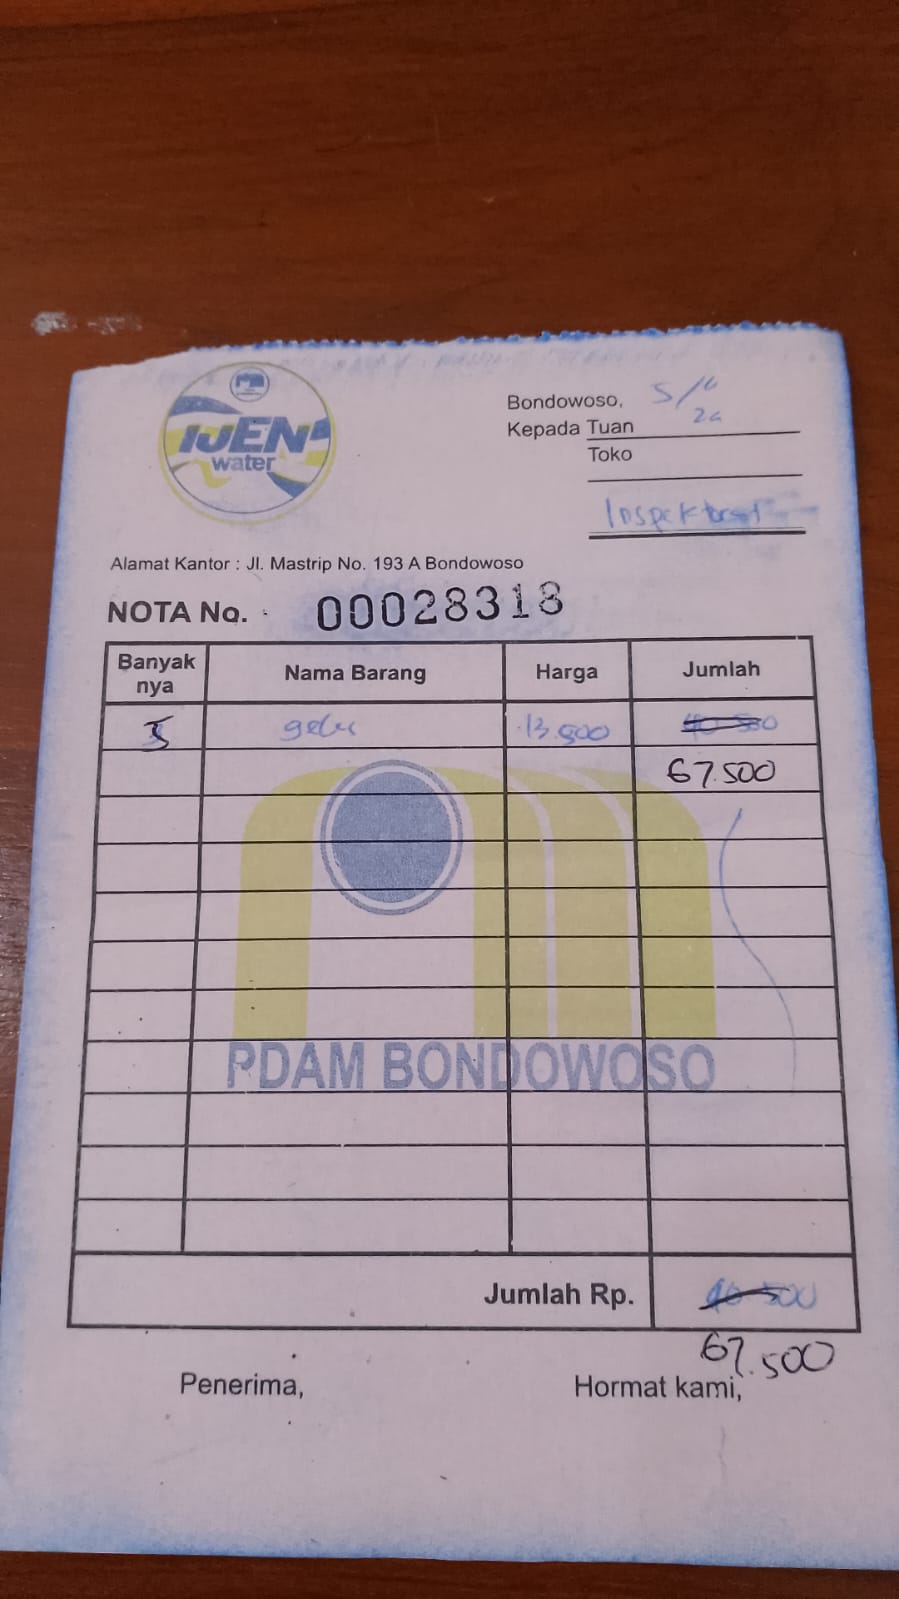 IJEN
water
Bondowoso, 5/6
24
Kepada Tuan
Toko
Inspektorat
Alamat Kantor : Jl. Mastrip No. 193 A Bondowoso
NOTA No. 00028318
Banyak nya Nama Barang Harga Jumlah
5 13.500 40 500
67.500
PDAM BONDOWOSO
Jumlah Rp. 40 500
67.500
Penerima, Hormat kami,